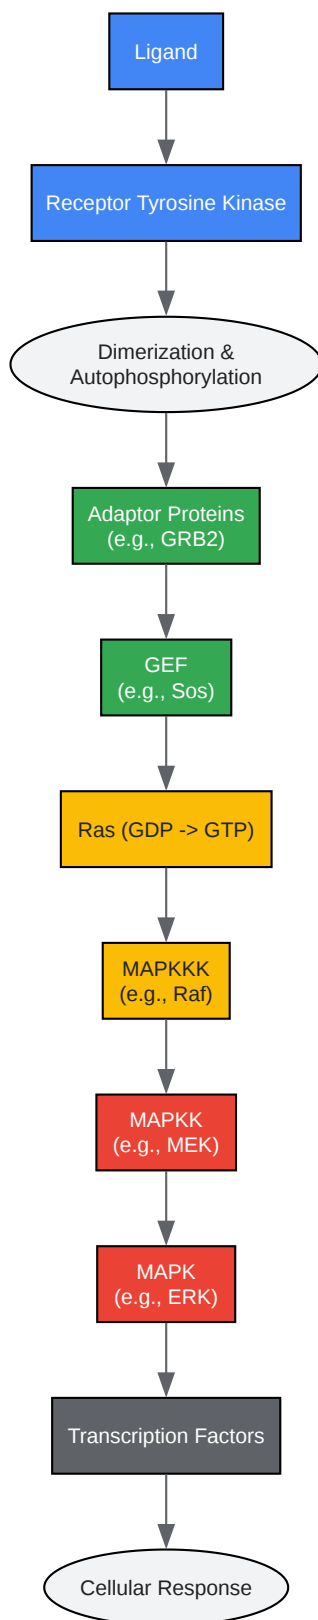 Ligand
Receptor Tyrosine Kinase
Dimerization &
Autophosphorylation
Adaptor Proteins
(e.g., GRB2)
GEF
(e.g., Sos)
Ras (GDP -> GTP)
MAPKKK
(e.g., Raf)
MAPKK
(e.g., MEK)
MAPK
(e.g., ERK)
Transcription Factors
Cellular Response